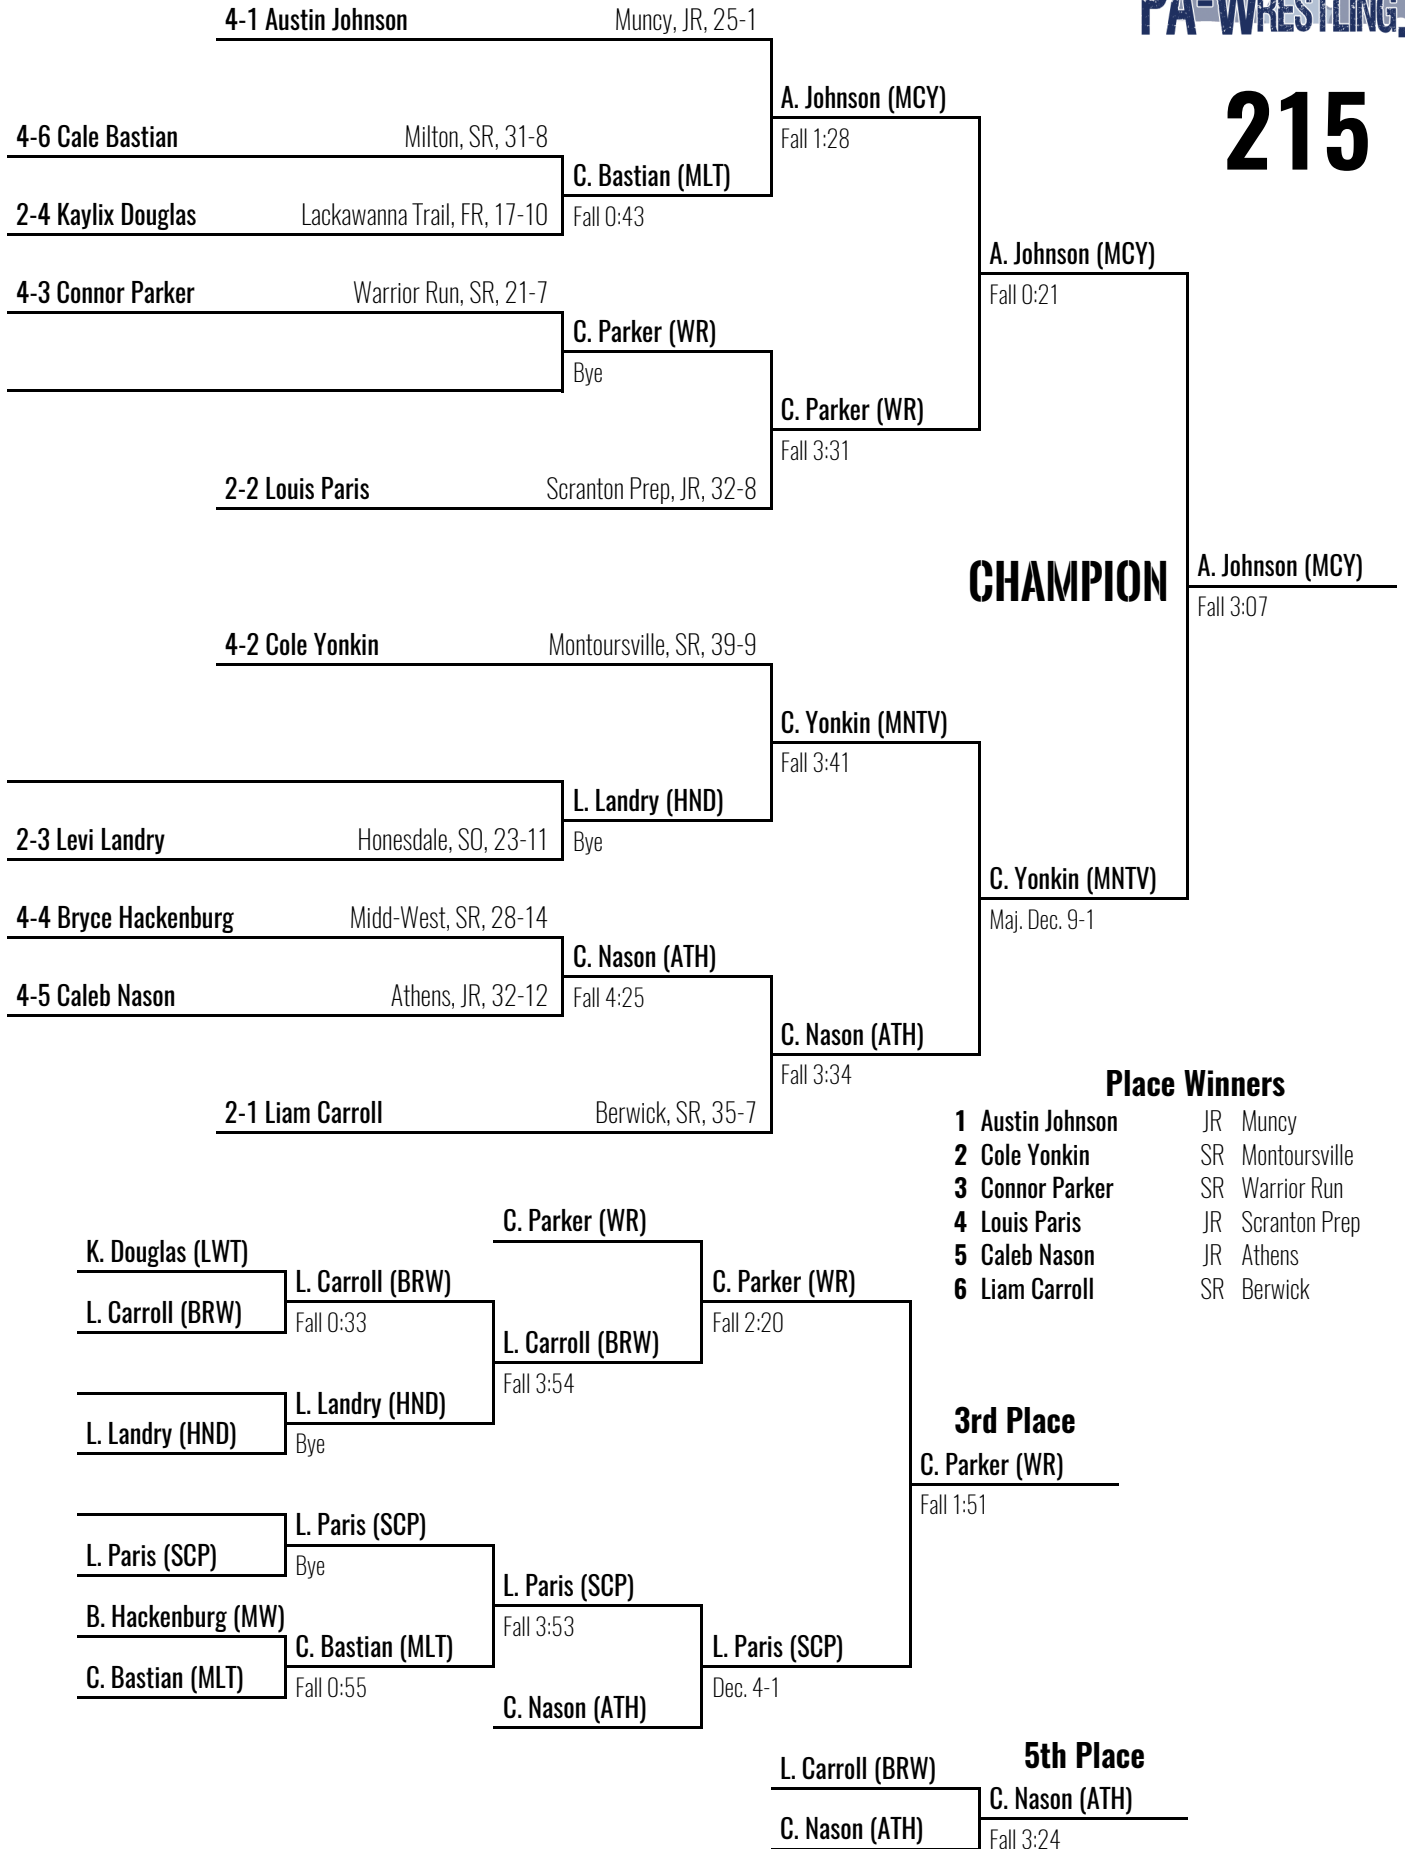 PA-WRESTLING.
215
4-1 Austin Johnson Muncy, JR, 25-1
A. Johnson (MCY)
Fall 1:28
4-6 Cale Bastian Milton, SR, 31-8
C. Bastian (MLT)
Fall 0:43
2-4 Kaylix Douglas Lackawanna Trail, FR, 17-10
A. Johnson (MCY)
Fall 0:21
4-3 Connor Parker Warrior Run, SR, 21-7
C. Parker (WR)
Bye
C. Parker (WR)
Fall 3:31
2-2 Louis Paris Scranton Prep, JR, 32-8
CHAMPION
A. Johnson (MCY)
Fall 3:07
4-2 Cole Yonkin Montoursville, SR, 39-9
C. Yonkin (MNTV)
Fall 3:41
L. Landry (HND)
Bye
2-3 Levi Landry Honesdale, SO, 23-11
C. Yonkin (MNTV)
Maj. Dec. 9-1
4-4 Bryce Hackenburg Midd-West, SR, 28-14
C. Nason (ATH)
Fall 4:25
4-5 Caleb Nason Athens, JR, 32-12
C. Nason (ATH)
Fall 3:34
2-1 Liam Carroll Berwick, SR, 35-7
Place Winners
1 Austin Johnson JR Muncy
2 Cole Yonkin SR Montoursville
3 Connor Parker SR Warrior Run
4 Louis Paris JR Scranton Prep
5 Caleb Nason JR Athens
6 Liam Carroll SR Berwick
C. Parker (WR)
K. Douglas (LWT)
L. Carroll (BRW)
Fall 0:33
L. Carroll (BRW)
C. Parker (WR)
Fall 2:20
L. Carroll (BRW)
Fall 3:54
L. Landry (HND)
Bye
L. Landry (HND)
3rd Place
C. Parker (WR)
Fall 1:51
L. Paris (SCP)
Bye
L. Paris (SCP)
L. Paris (SCP)
Fall 3:53
B. Hackenburg (MW)
C. Bastian (MLT)
Fall 0:55
C. Bastian (MLT)
L. Paris (SCP)
Dec. 4-1
C. Nason (ATH)
5th Place
L. Carroll (BRW)
C. Nason (ATH)
Fall 3:24
C. Nason (ATH)